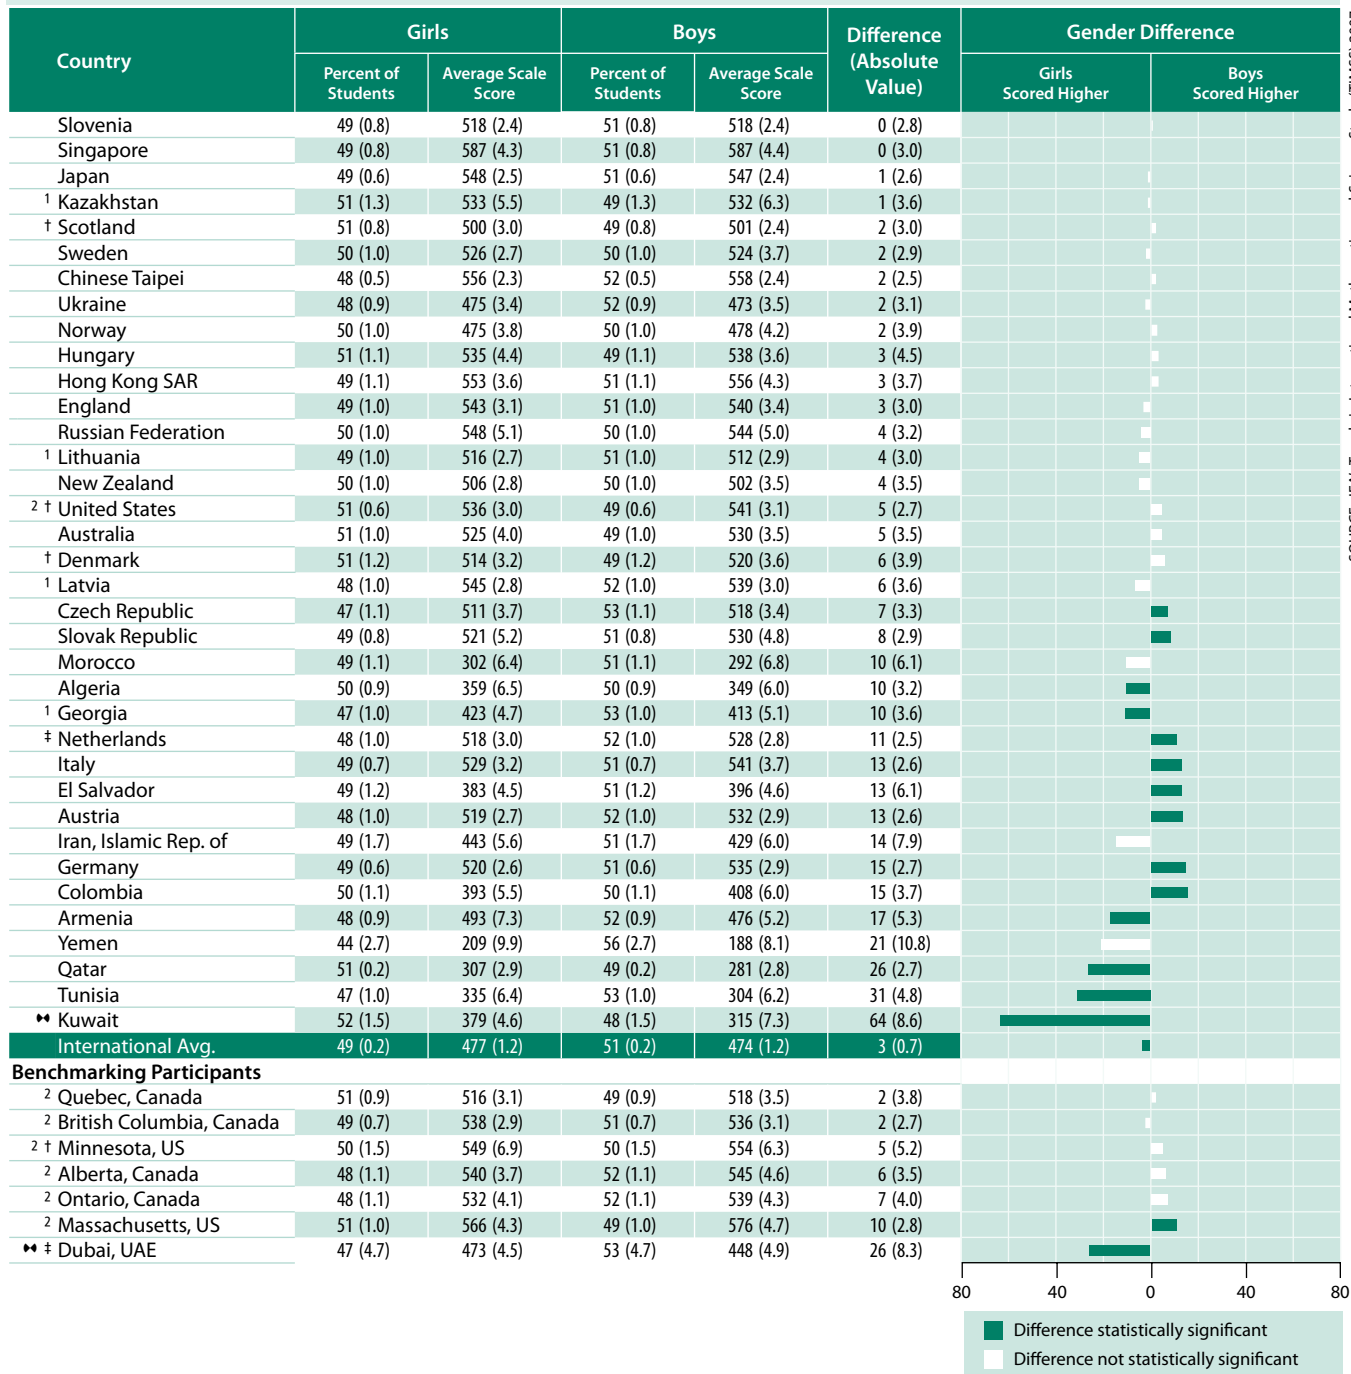 Country Girls Boys Difference (Absolute Value) Gender Difference
Percent of Students Average Scale Score Percent of Students Average Scale Score Girls Scored Higher Boys Scored Higher
Slovenia 49 (0.8) 518 (2.4) 51 (0.8) 518 (2.4) 0 (2.8)
Singapore 49 (0.8) 587 (4.3) 51 (0.8) 587 (4.4) 0 (3.0)
Japan 49 (0.6) 548 (2.5) 51 (0.6) 547 (2.4) 1 (2.6)
1 Kazakhstan 51 (1.3) 533 (5.5) 49 (1.3) 532 (6.3) 1 (3.6)
† Scotland 51 (0.8) 500 (3.0) 49 (0.8) 501 (2.4) 2 (3.0)
Sweden 50 (1.0) 526 (2.7) 50 (1.0) 524 (3.7) 2 (2.9)
Chinese Taipei 48 (0.5) 556 (2.3) 52 (0.5) 558 (2.4) 2 (2.5)
Ukraine 48 (0.9) 475 (3.4) 52 (0.9) 473 (3.5) 2 (3.1)
Norway 50 (1.0) 475 (3.8) 50 (1.0) 478 (4.2) 2 (3.9)
Hungary 51 (1.1) 535 (4.4) 49 (1.1) 538 (3.6) 3 (4.5)
Hong Kong SAR 49 (1.1) 553 (3.6) 51 (1.1) 556 (4.3) 3 (3.7)
England 49 (1.0) 543 (3.1) 51 (1.0) 540 (3.4) 3 (3.0)
Russian Federation 50 (1.0) 548 (5.1) 50 (1.0) 544 (5.0) 4 (3.2)
1 Lithuania 49 (1.0) 516 (2.7) 51 (1.0) 512 (2.9) 4 (3.0)
New Zealand 50 (1.0) 506 (2.8) 50 (1.0) 502 (3.5) 4 (3.5)
2 † United States 51 (0.6) 536 (3.0) 49 (0.6) 541 (3.1) 5 (2.7)
Australia 51 (1.0) 525 (4.0) 49 (1.0) 530 (3.5) 5 (3.5)
† Denmark 51 (1.2) 514 (3.2) 49 (1.2) 520 (3.6) 6 (3.9)
1 Latvia 48 (1.0) 545 (2.8) 52 (1.0) 539 (3.0) 6 (3.6)
Czech Republic 47 (1.1) 511 (3.7) 53 (1.1) 518 (3.4) 7 (3.3)
Slovak Republic 49 (0.8) 521 (5.2) 51 (0.8) 530 (4.8) 8 (2.9)
Morocco 49 (1.1) 302 (6.4) 51 (1.1) 292 (6.8) 10 (6.1)
Algeria 50 (0.9) 359 (6.5) 50 (0.9) 349 (6.0) 10 (3.2)
1 Georgia 47 (1.0) 423 (4.7) 53 (1.0) 413 (5.1) 10 (3.6)
‡ Netherlands 48 (1.0) 518 (3.0) 52 (1.0) 528 (2.8) 11 (2.5)
Italy 49 (0.7) 529 (3.2) 51 (0.7) 541 (3.7) 13 (2.6)
El Salvador 49 (1.2) 383 (4.5) 51 (1.2) 396 (4.6) 13 (6.1)
Austria 48 (1.0) 519 (2.7) 52 (1.0) 532 (2.9) 13 (2.6)
Iran, Islamic Rep. of 49 (1.7) 443 (5.6) 51 (1.7) 429 (6.0) 14 (7.9)
Germany 49 (0.6) 520 (2.6) 51 (0.6) 535 (2.9) 15 (2.7)
Colombia 50 (1.1) 393 (5.5) 50 (1.1) 408 (6.0) 15 (3.7)
Armenia 48 (0.9) 493 (7.3) 52 (0.9) 476 (5.2) 17 (5.3)
Yemen 44 (2.7) 209 (9.9) 56 (2.7) 188 (8.1) 21 (10.8)
Qatar 51 (0.2) 307 (2.9) 49 (0.2) 281 (2.8) 26 (2.7)
Tunisia 47 (1.0) 335 (6.4) 53 (1.0) 304 (6.2) 31 (4.8)
Kuwait 52 (1.5) 379 (4.6) 48 (1.5) 315 (7.3) 64 (8.6)
International Avg. 49 (0.2) 477 (1.2) 51 (0.2) 474 (1.2) 3 (0.7)
Benchmarking Participants
2 Quebec, Canada 51 (0.9) 516 (3.1) 49 (0.9) 518 (3.5) 2 (3.8)
2 British Columbia, Canada 49 (0.7) 538 (2.9) 51 (0.7) 536 (3.1) 2 (2.7)
2 † Minnesota, US 50 (1.5) 549 (6.9) 50 (1.5) 554 (6.3) 5 (5.2)
2 Alberta, Canada 48 (1.1) 540 (3.7) 52 (1.1) 545 (4.6) 6 (3.5)
2 Ontario, Canada 48 (1.1) 532 (4.1) 52 (1.1) 539 (4.3) 7 (4.0)
2 Massachusetts, US 51 (1.0) 566 (4.3) 49 (1.0) 576 (4.7) 10 (2.8)
‡ Dubai, UAE 47 (4.7) 473 (4.5) 53 (4.7) 448 (4.9) 26 (8.3)
80 40 0 40 80
Difference statistically significant
Difference not statistically significant